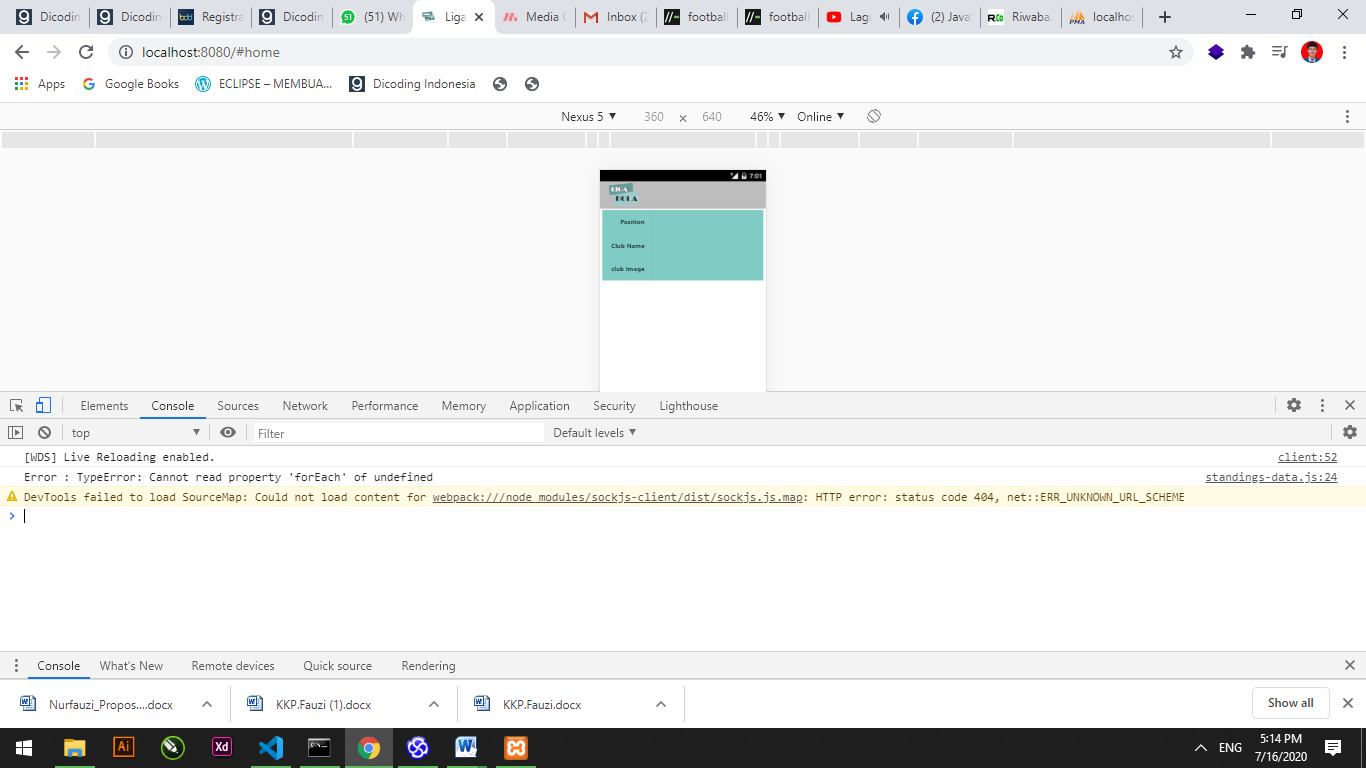 Dicodin Dicodin Registra Dicodin (51) Wh Liga Media Inbox (2 football football Lag (2) Java Riwaba localhos
localhost:8080/#home
Apps Google Books ECLIPSE – MEMBUA... Dicoding Indonesia
Nexus 5 360 × 640 46% Online
7:01
LIGA
BOLA
Position
Club Name
club Image
Elements Console Sources Network Performance Memory Application Security Lighthouse
top Filter Default levels
[WDS] Live Reloading enabled. client:52
Error : TypeError: Cannot read property 'forEach' of undefined standings-data.js:24
DevTools failed to load SourceMap: Could not load content for webpack:///node_modules/sockjs-client/dist/sockjs.js.map: HTTP error: status code 404, net::ERR_UNKNOWN_URL_SCHEME
Console What's New Remote devices Quick source Rendering
Nurfauzi_Propos....docx KKP.Fauzi (1).docx KKP.Fauzi.docx Show all
5:14 PM
ENG
7/16/2020